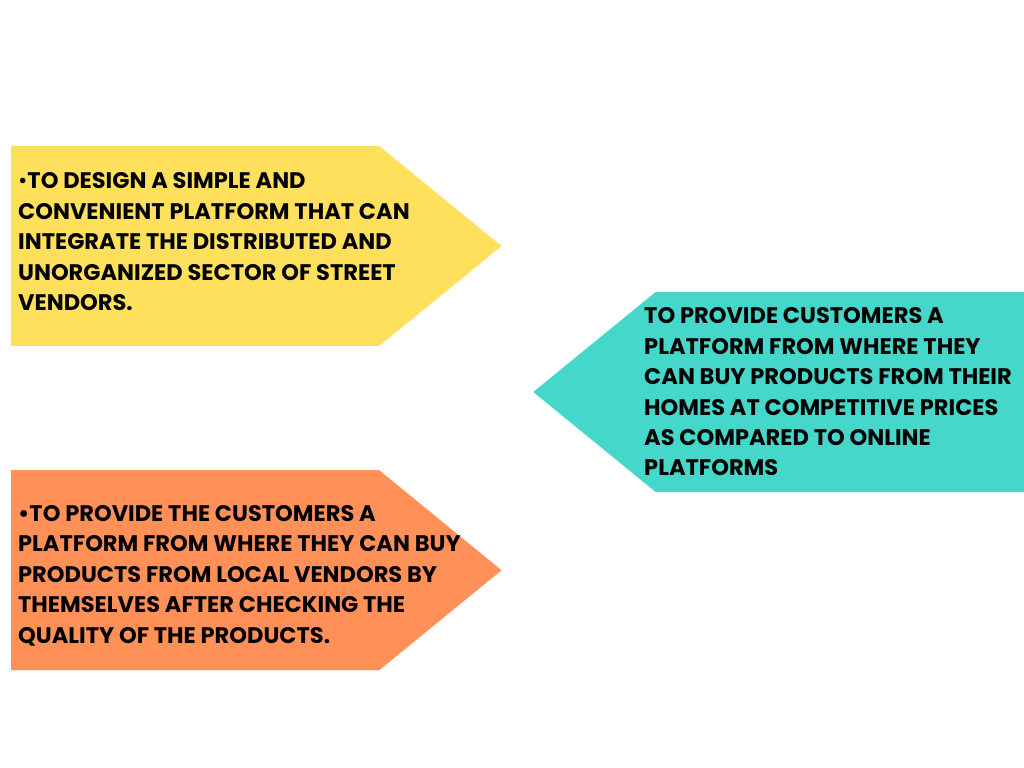 •TO DESIGN A SIMPLE AND
CONVENIENT PLATFORM THAT CAN
INTEGRATE THE DISTRIBUTED AND
UNORGANIZED SECTOR OF STREET
VENDORS.
TO PROVIDE CUSTOMERS A
PLATFORM FROM WHERE THEY
CAN BUY PRODUCTS FROM THEIR
HOMES AT COMPETITIVE PRICES
AS COMPARED TO ONLINE
PLATFORMS
•TO PROVIDE THE CUSTOMERS A
PLATFORM FROM WHERE THEY CAN BUY
PRODUCTS FROM LOCAL VENDORS BY
THEMSELVES AFTER CHECKING THE
QUALITY OF THE PRODUCTS.